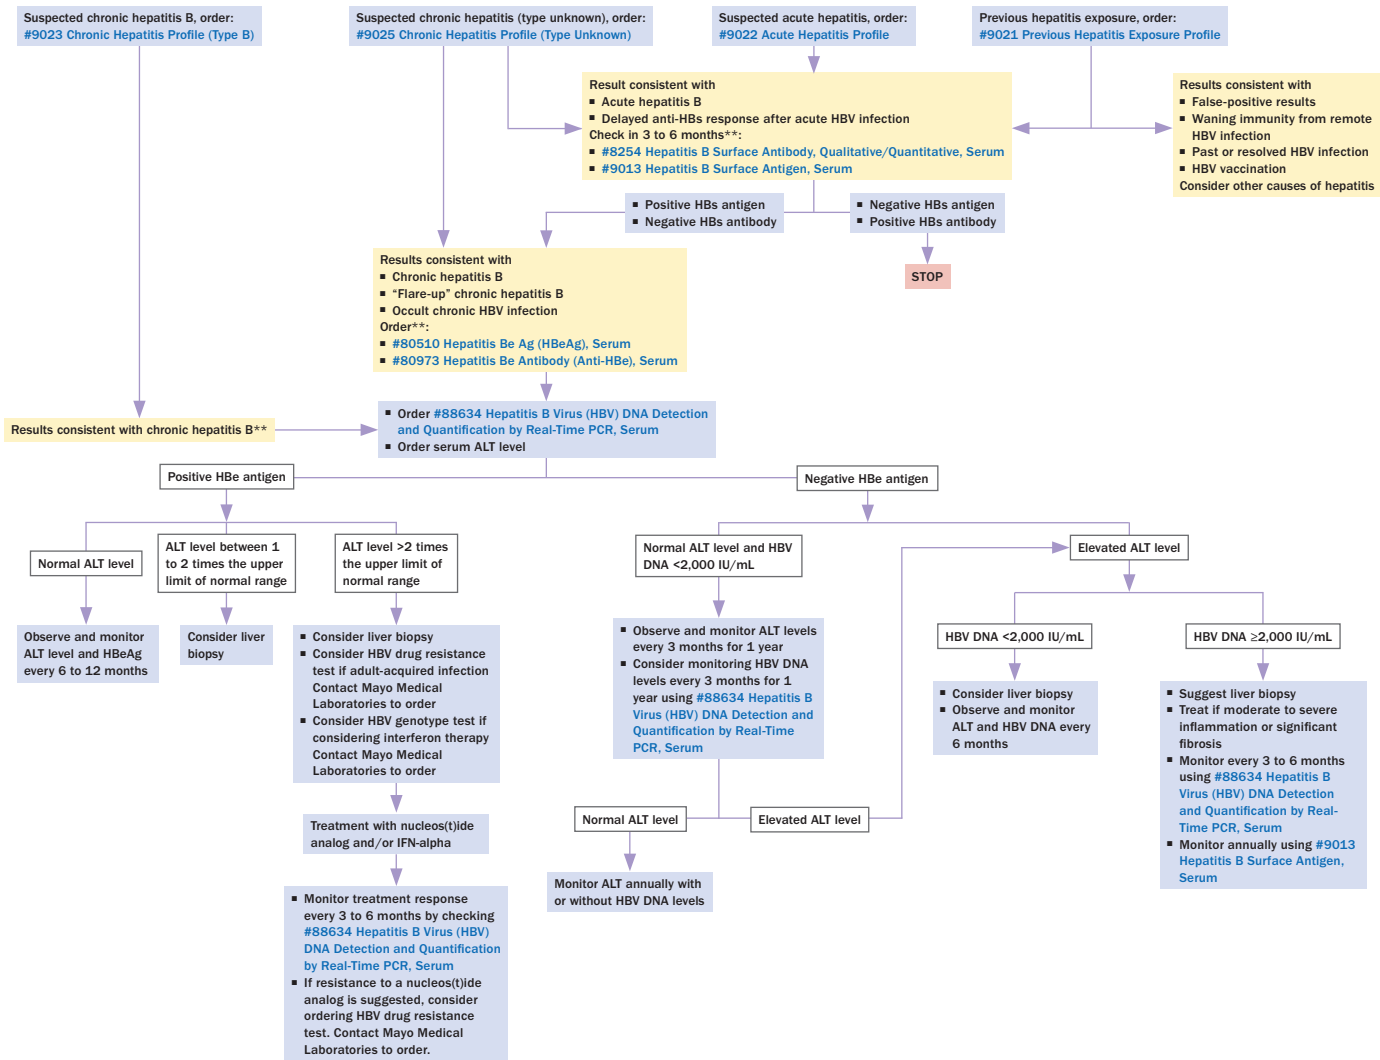 Suspected chronic hepatitis B, order:
#9023 Chronic Hepatitis Profile (Type B)
Suspected chronic hepatitis (type unknown), order:
#9025 Chronic Hepatitis Profile (Type Unknown)
Suspected acute hepatitis, order:
#9022 Acute Hepatitis Profile
Previous hepatitis exposure, order:
#9021 Previous Hepatitis Exposure Profile
Result consistent with
▪ Acute hepatitis B
▪ Delayed anti-HBs response after acute HBV infection
Check in 3 to 6 months**:
▪ #8254 Hepatitis B Surface Antibody, Qualitative/Quantitative, Serum
▪ #9013 Hepatitis B Surface Antigen, Serum
Results consistent with
▪ False-positive results
▪ Waning immunity from remote
HBV infection
▪ Past or resolved HBV infection
▪ HBV vaccination
Consider other causes of hepatitis
▪ Positive HBs antigen
▪ Negative HBs antibody
▪ Negative HBs antigen
▪ Positive HBs antibody
STOP
Results consistent with
▪ Chronic hepatitis B
▪ “Flare-up” chronic hepatitis B
▪ Occult chronic HBV infection
Order**:
▪ #80510 Hepatitis Be Ag (HBeAg), Serum
▪ #80973 Hepatitis Be Antibody (Anti-HBe), Serum
Results consistent with chronic hepatitis B**
▪ Order #88634 Hepatitis B Virus (HBV) DNA Detection
and Quantification by Real-Time PCR, Serum
▪ Order serum ALT level
Positive HBe antigen
Negative HBe antigen
Normal ALT level
ALT level between 1
to 2 times the upper
limit of normal range
ALT level >2 times
the upper limit of
normal range
Normal ALT level and HBV
DNA <2,000 IU/mL
Elevated ALT level
Observe and monitor
ALT level and HBeAg
every 6 to 12 months
Consider liver
biopsy
▪ Consider liver biopsy
▪ Consider HBV drug resistance
test if adult-acquired infection
Contact Mayo Medical
Laboratories to order
▪ Consider HBV genotype test if
considering interferon therapy
Contact Mayo Medical
Laboratories to order
▪ Observe and monitor ALT levels
every 3 months for 1 year
▪ Consider monitoring HBV DNA
levels every 3 months for 1
year using #88634 Hepatitis B
Virus (HBV) DNA Detection and
Quantification by Real-Time
PCR, Serum
HBV DNA <2,000 IU/mL
HBV DNA ≥2,000 IU/mL
▪ Consider liver biopsy
▪ Observe and monitor
ALT and HBV DNA every
6 months
▪ Suggest liver biopsy
▪ Treat if moderate to severe
inflammation or significant
fibrosis
▪ Monitor every 3 to 6 months
using #88634 Hepatitis B
Virus (HBV) DNA Detection
and Quantification by Real-
Time PCR, Serum
▪ Monitor annually using #9013
Hepatitis B Surface Antigen,
Serum
Treatment with nucleos(t)ide
analog and/or IFN-alpha
Normal ALT level
Elevated ALT level
Monitor ALT annually with
or without HBV DNA levels
▪ Monitor treatment response
every 3 to 6 months by checking
#88634 Hepatitis B Virus (HBV)
DNA Detection and Quantification
by Real-Time PCR, Serum
▪ If resistance to a nucleos(t)ide
analog is suggested, consider
ordering HBV drug resistance
test. Contact Mayo Medical
Laboratories to order.